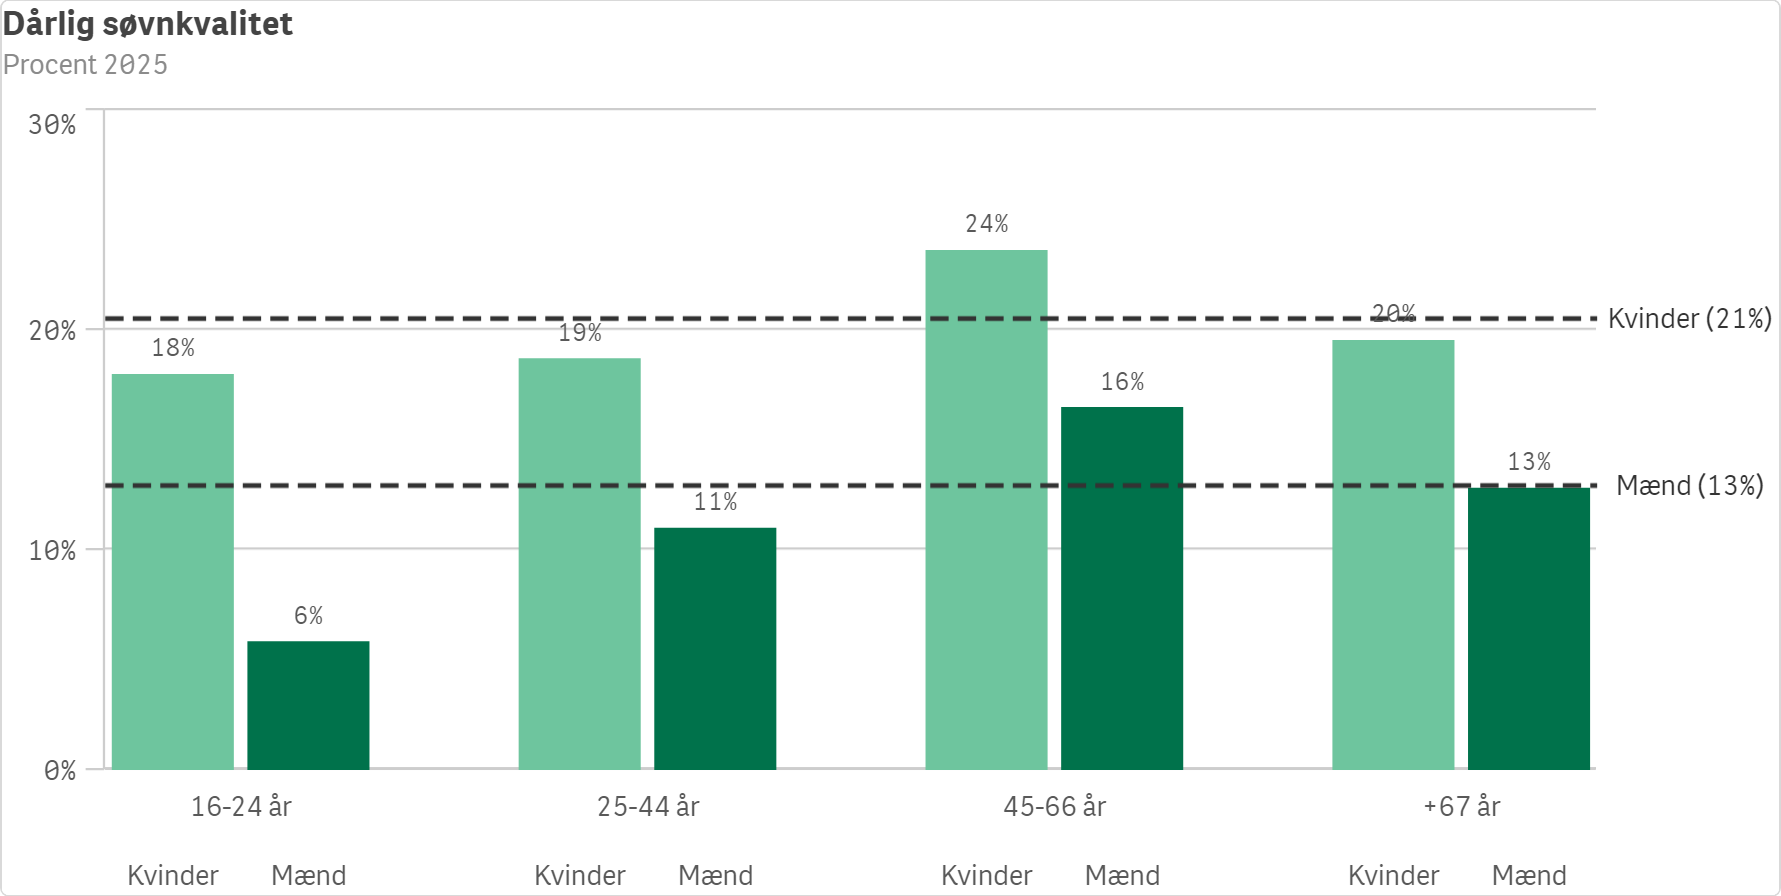 Dårlig søvnkvalitet
Procent 2025
30%
20%
10%
0%
18%
6%
19%
11%
24%
16%
20%
13%
Kvinder (21%)
Mænd (13%)
16-24 år
25-44 år
45-66 år
+67 år
Kvinder Mænd Kvinder Mænd Kvinder Mænd Kvinder Mænd